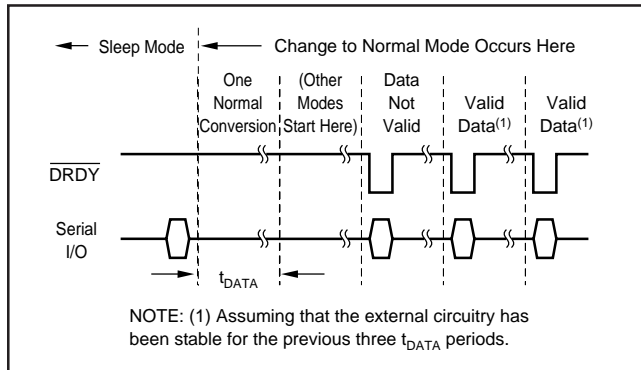 Sleep Mode
Change to Normal Mode Occurs Here
One
Normal
Conversion
(Other
Modes
Start Here)
Data
Not
Valid
Valid
Data(1)
Valid
Data(1)
DRDY
Serial
I/O
tDATA
NOTE: (1) Assuming that the external circuitry has
been stable for the previous three tDATA periods.